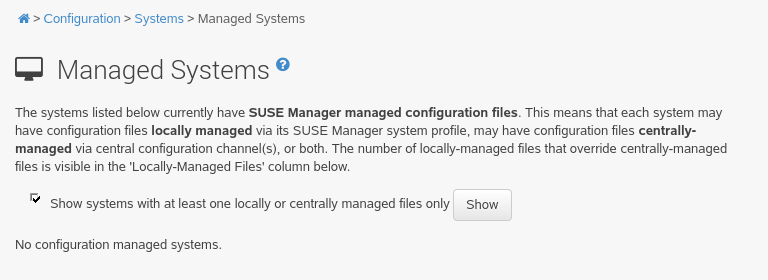 > Configuration > Systems > Managed Systems
Managed Systems ?
The systems listed below currently have SUSE Manager managed configuration files. This means that each system may
have configuration files locally managed via its SUSE Manager system profile, may have configuration files centrally-
managed via central configuration channel(s), or both. The number of locally-managed files that override centrally-managed
files is visible in the 'Locally-Managed Files' column below.
Show systems with at least one locally or centrally managed files only Show
No configuration managed systems.